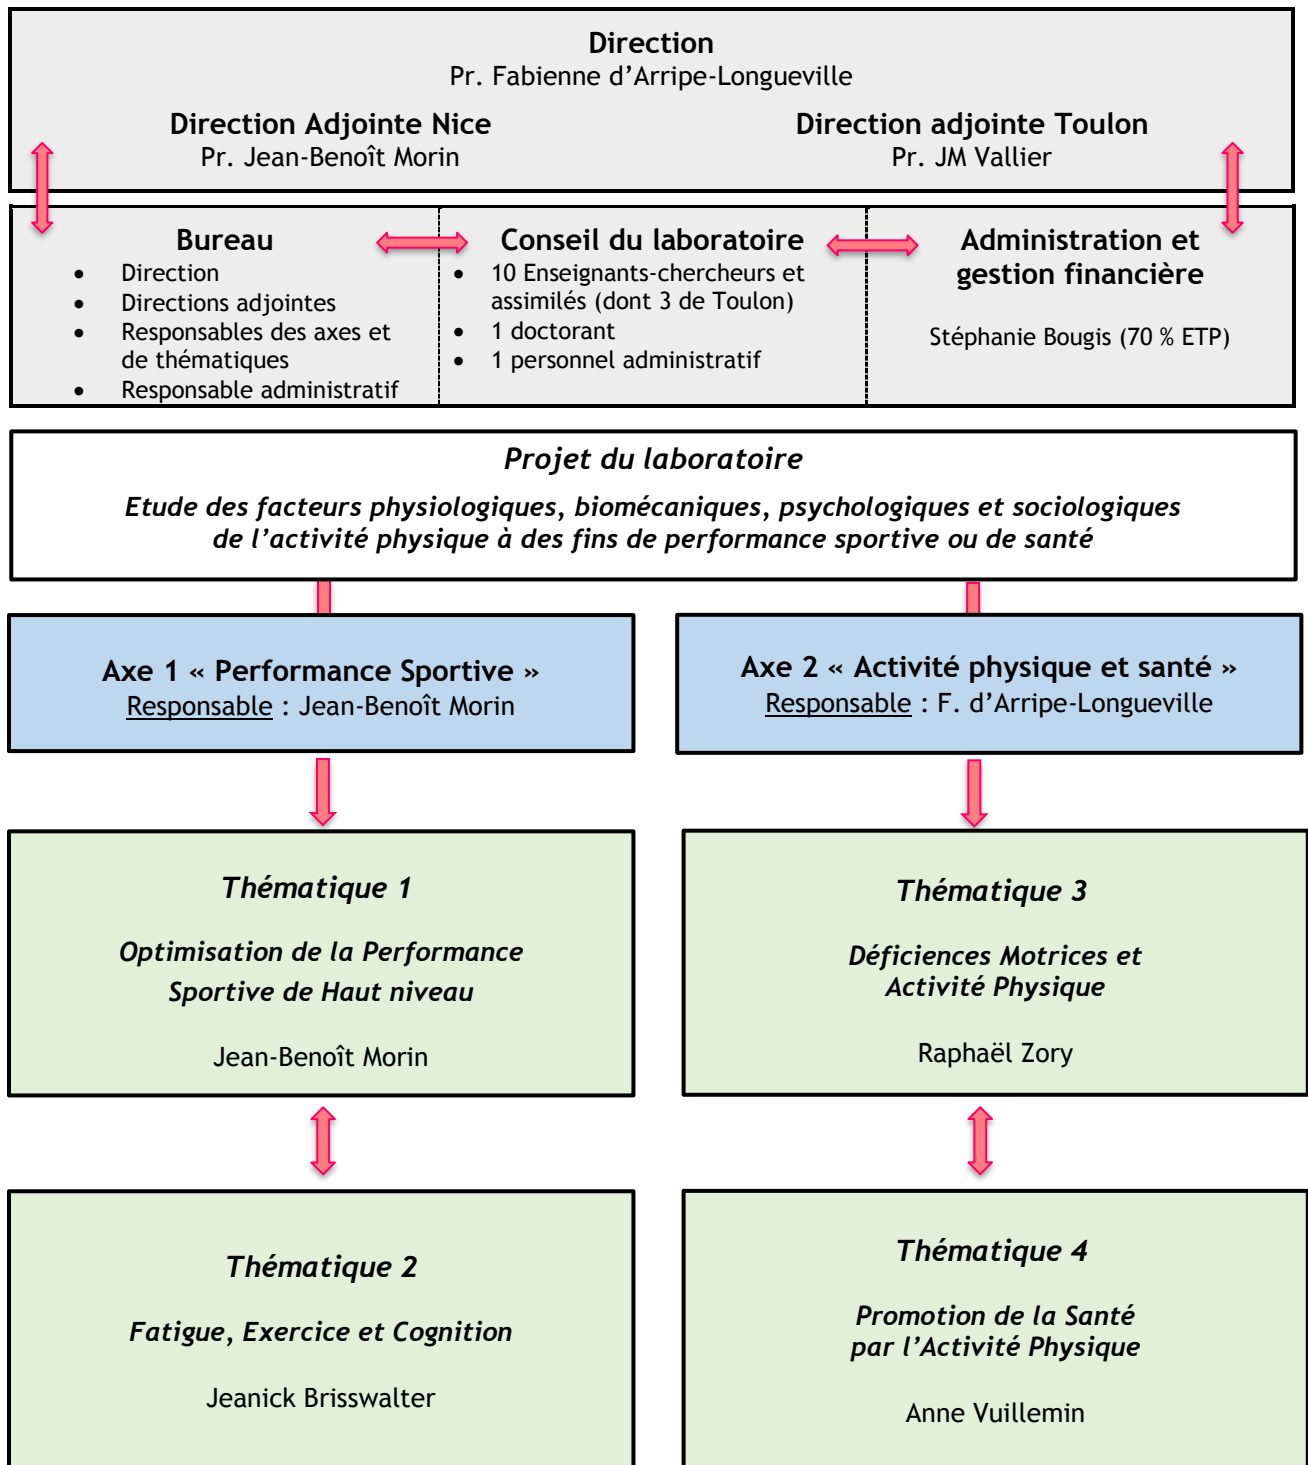 Direction
Pr. Fabienne d’Arripe-Longueville
Direction Adjointe Nice
Pr. Jean-Benoît Morin
Direction adjointe Toulon
Pr. JM Vallier
Bureau
• Direction
• Directions adjointes
• Responsables des axes et
de thématiques
• Responsable administratif
Conseil du laboratoire
• 10 Enseignants-chercheurs et
assimilés (dont 3 de Toulon)
• 1 doctorant
• 1 personnel administratif
Administration et
gestion financière
Stéphanie Bougis (70 % ETP)
Projet du laboratoire
Etude des facteurs physiologiques, biomécaniques, psychologiques et sociologiques
de l’activité physique à des fins de performance sportive ou de santé
Axe 1 « Performance Sportive »
Responsable : Jean-Benoît Morin
Axe 2 « Activité physique et santé »
Responsable : F. d’Arripe-Longueville
Thématique 1
Optimisation de la Performance
Sportive de Haut niveau
Jean-Benoît Morin
Thématique 3
Déficiences Motrices et
Activité Physique
Raphaël Zory
Thématique 2
Fatigue, Exercice et Cognition
Jeanick Brisswalter
Thématique 4
Promotion de la Santé
par l’Activité Physique
Anne Vuillemin